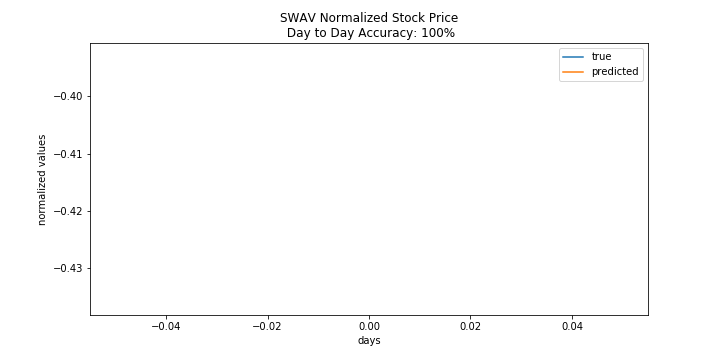 SWAV Normalized Stock Price
Day to Day Accuracy: 100%
true
predicted
normalized values
−0.40
−0.41
−0.42
−0.43
−0.04
−0.02
0.00
0.02
0.04
days